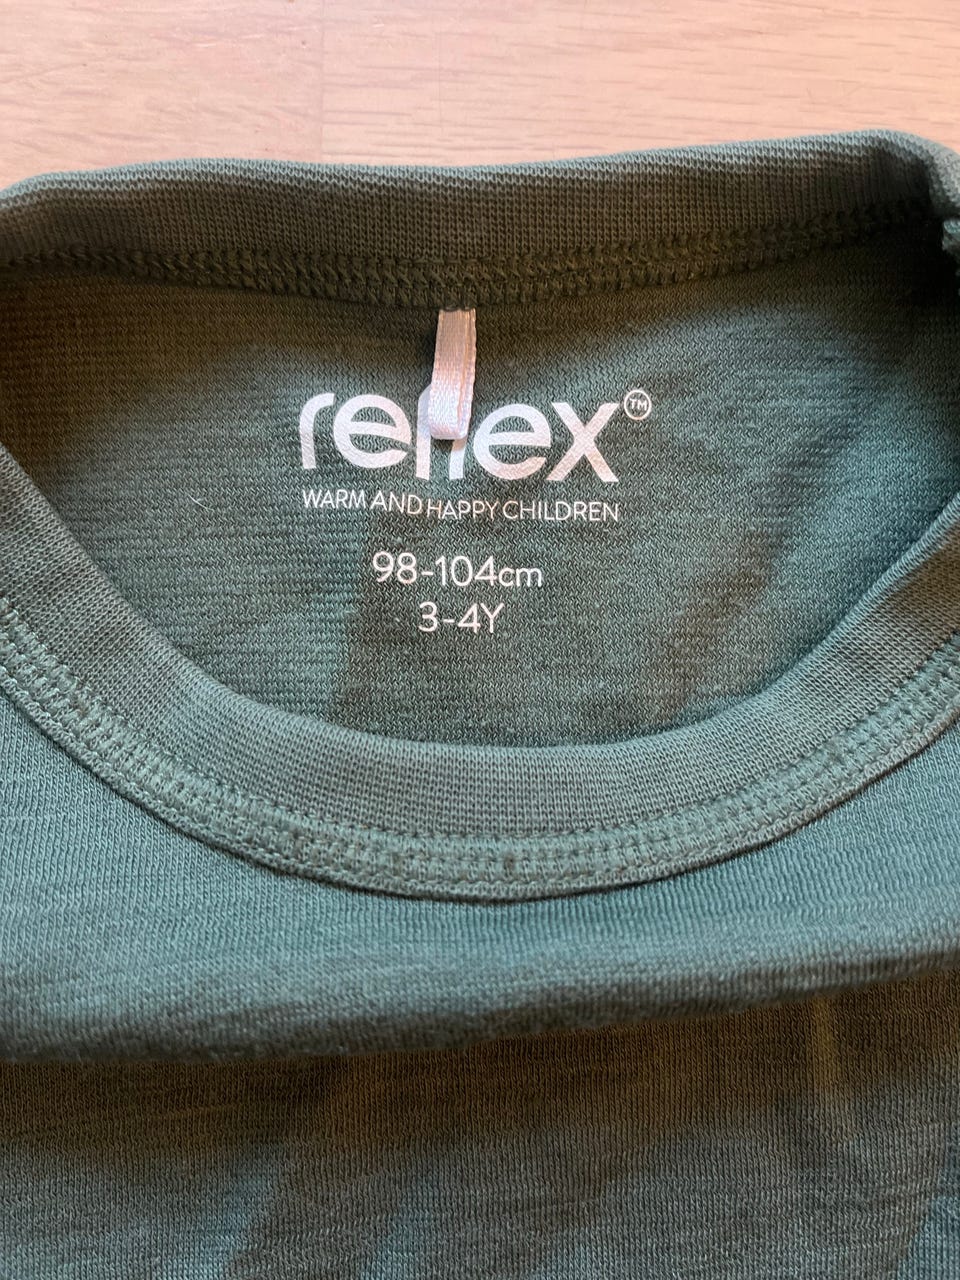 reflex™
WARM AND HAPPY CHILDREN
98-104cm
3-4Y